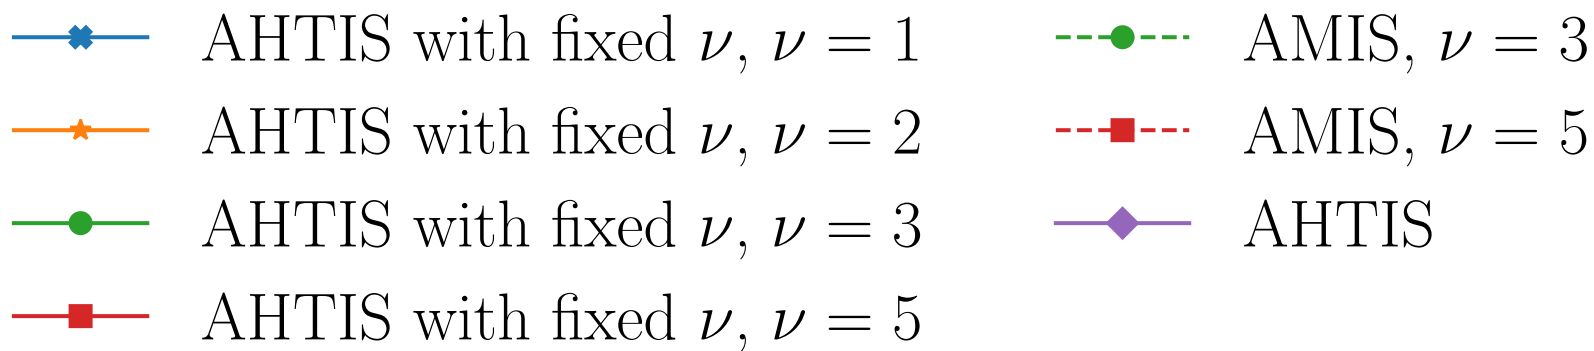 AHTIS with fixed ν, ν = 1
AHTIS with fixed ν, ν = 2
AHTIS with fixed ν, ν = 3
AHTIS with fixed ν, ν = 5
AMIS, ν = 3
AMIS, ν = 5
AHTIS